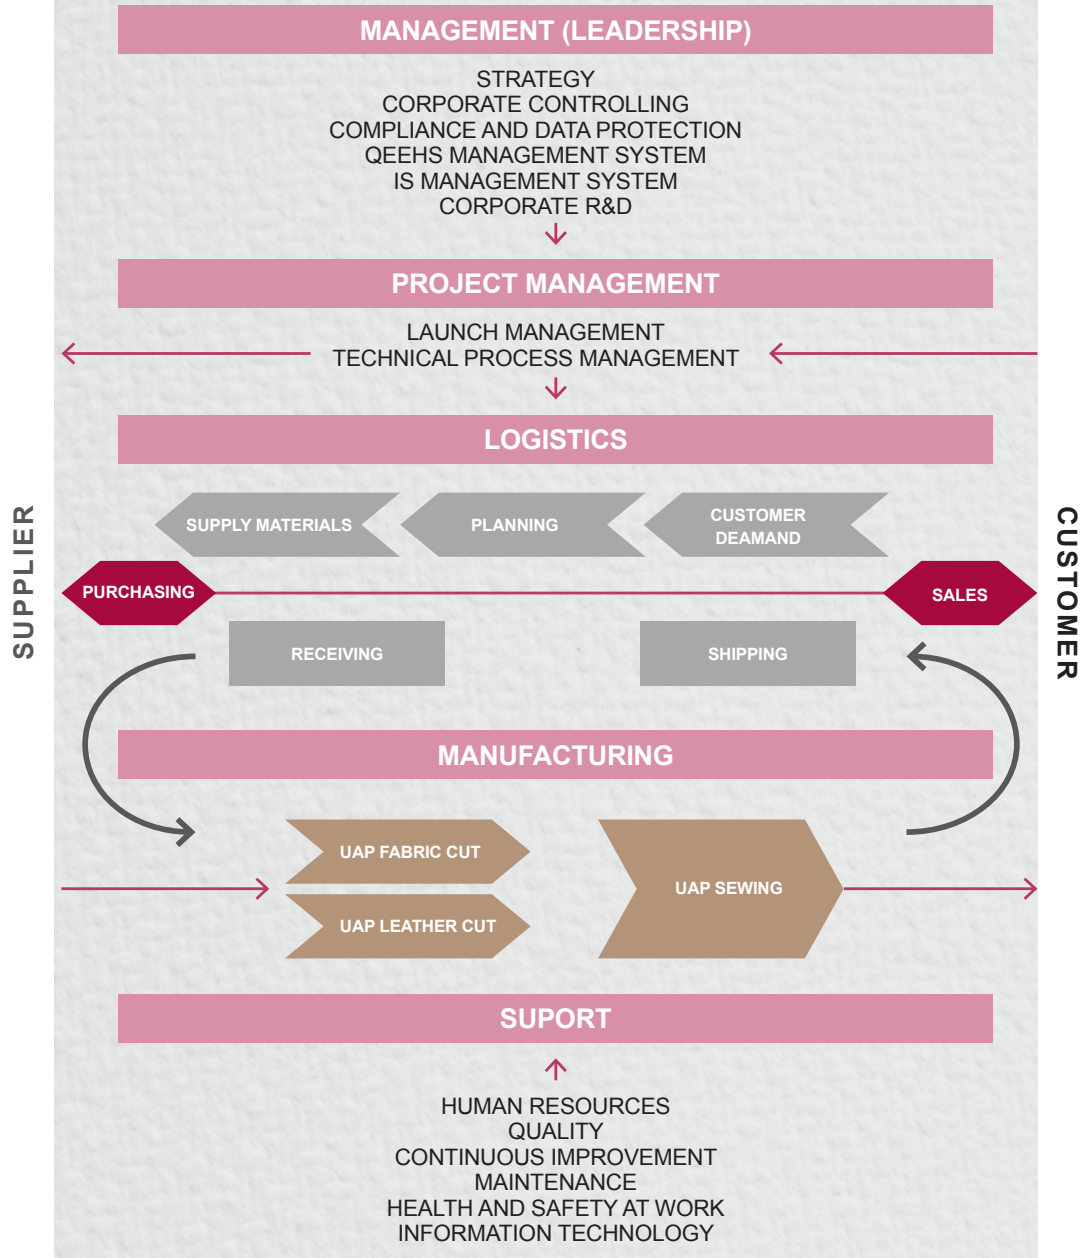 MANAGEMENT (LEADERSHIP)
STRATEGY
CORPORATE CONTROLLING
COMPLIANCE AND DATA PROTECTION
QEEHS MANAGEMENT SYSTEM
IS MANAGEMENT SYSTEM
CORPORATE R&D
PROJECT MANAGEMENT
LAUNCH MANAGEMENT
TECHNICAL PROCESS MANAGEMENT
LOGISTICS
SUPPLY MATERIALS
PLANNING
CUSTOMER
DEAMAND
SUPPLIER
PURCHASING
SALES
CUSTOMER
RECEIVING
SHIPPING
MANUFACTURING
UAP FABRIC CUT
UAP LEATHER CUT
UAP SEWING
SUPORT
HUMAN RESOURCES
QUALITY
CONTINUOUS IMPROVEMENT
MAINTENANCE
HEALTH AND SAFETY AT WORK
INFORMATION TECHNOLOGY